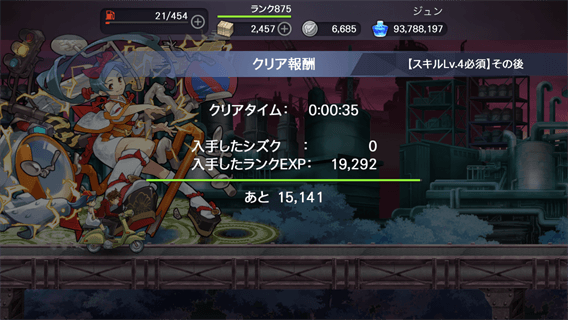 ランク875
ジュン
21/454
2,457
6,685
93,788,197
クリア報酬
【スキルLv.4必須】その後
クリアタイム： 0:00:35
入手したシズク ： 0
入手したランクEXP： 19,292
あと 15,141